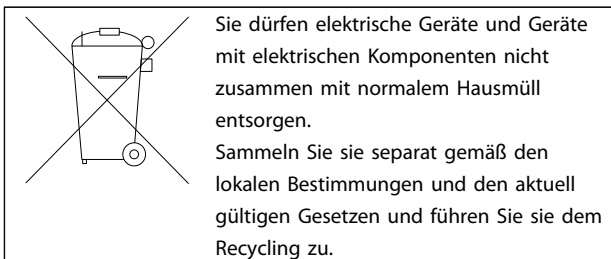 Sie dürfen elektrische Geräte und Geräte
mit elektrischen Komponenten nicht
zusammen mit normalem Hausmüll
entsorgen.
Sammeln Sie sie separat gemäß den
lokalen Bestimmungen und den aktuell
gültigen Gesetzen und führen Sie sie dem
Recycling zu.